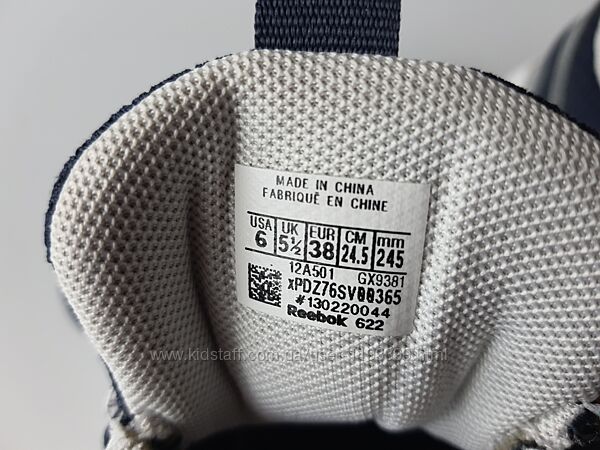 MADE IN CHINA
FABRIQUÉ EN CHINE
USA UK EUR CM mm
6 5½ 38 24.5 245
12A501 GX9381
xPDZ76SV00365
#130220044
Reebok 622